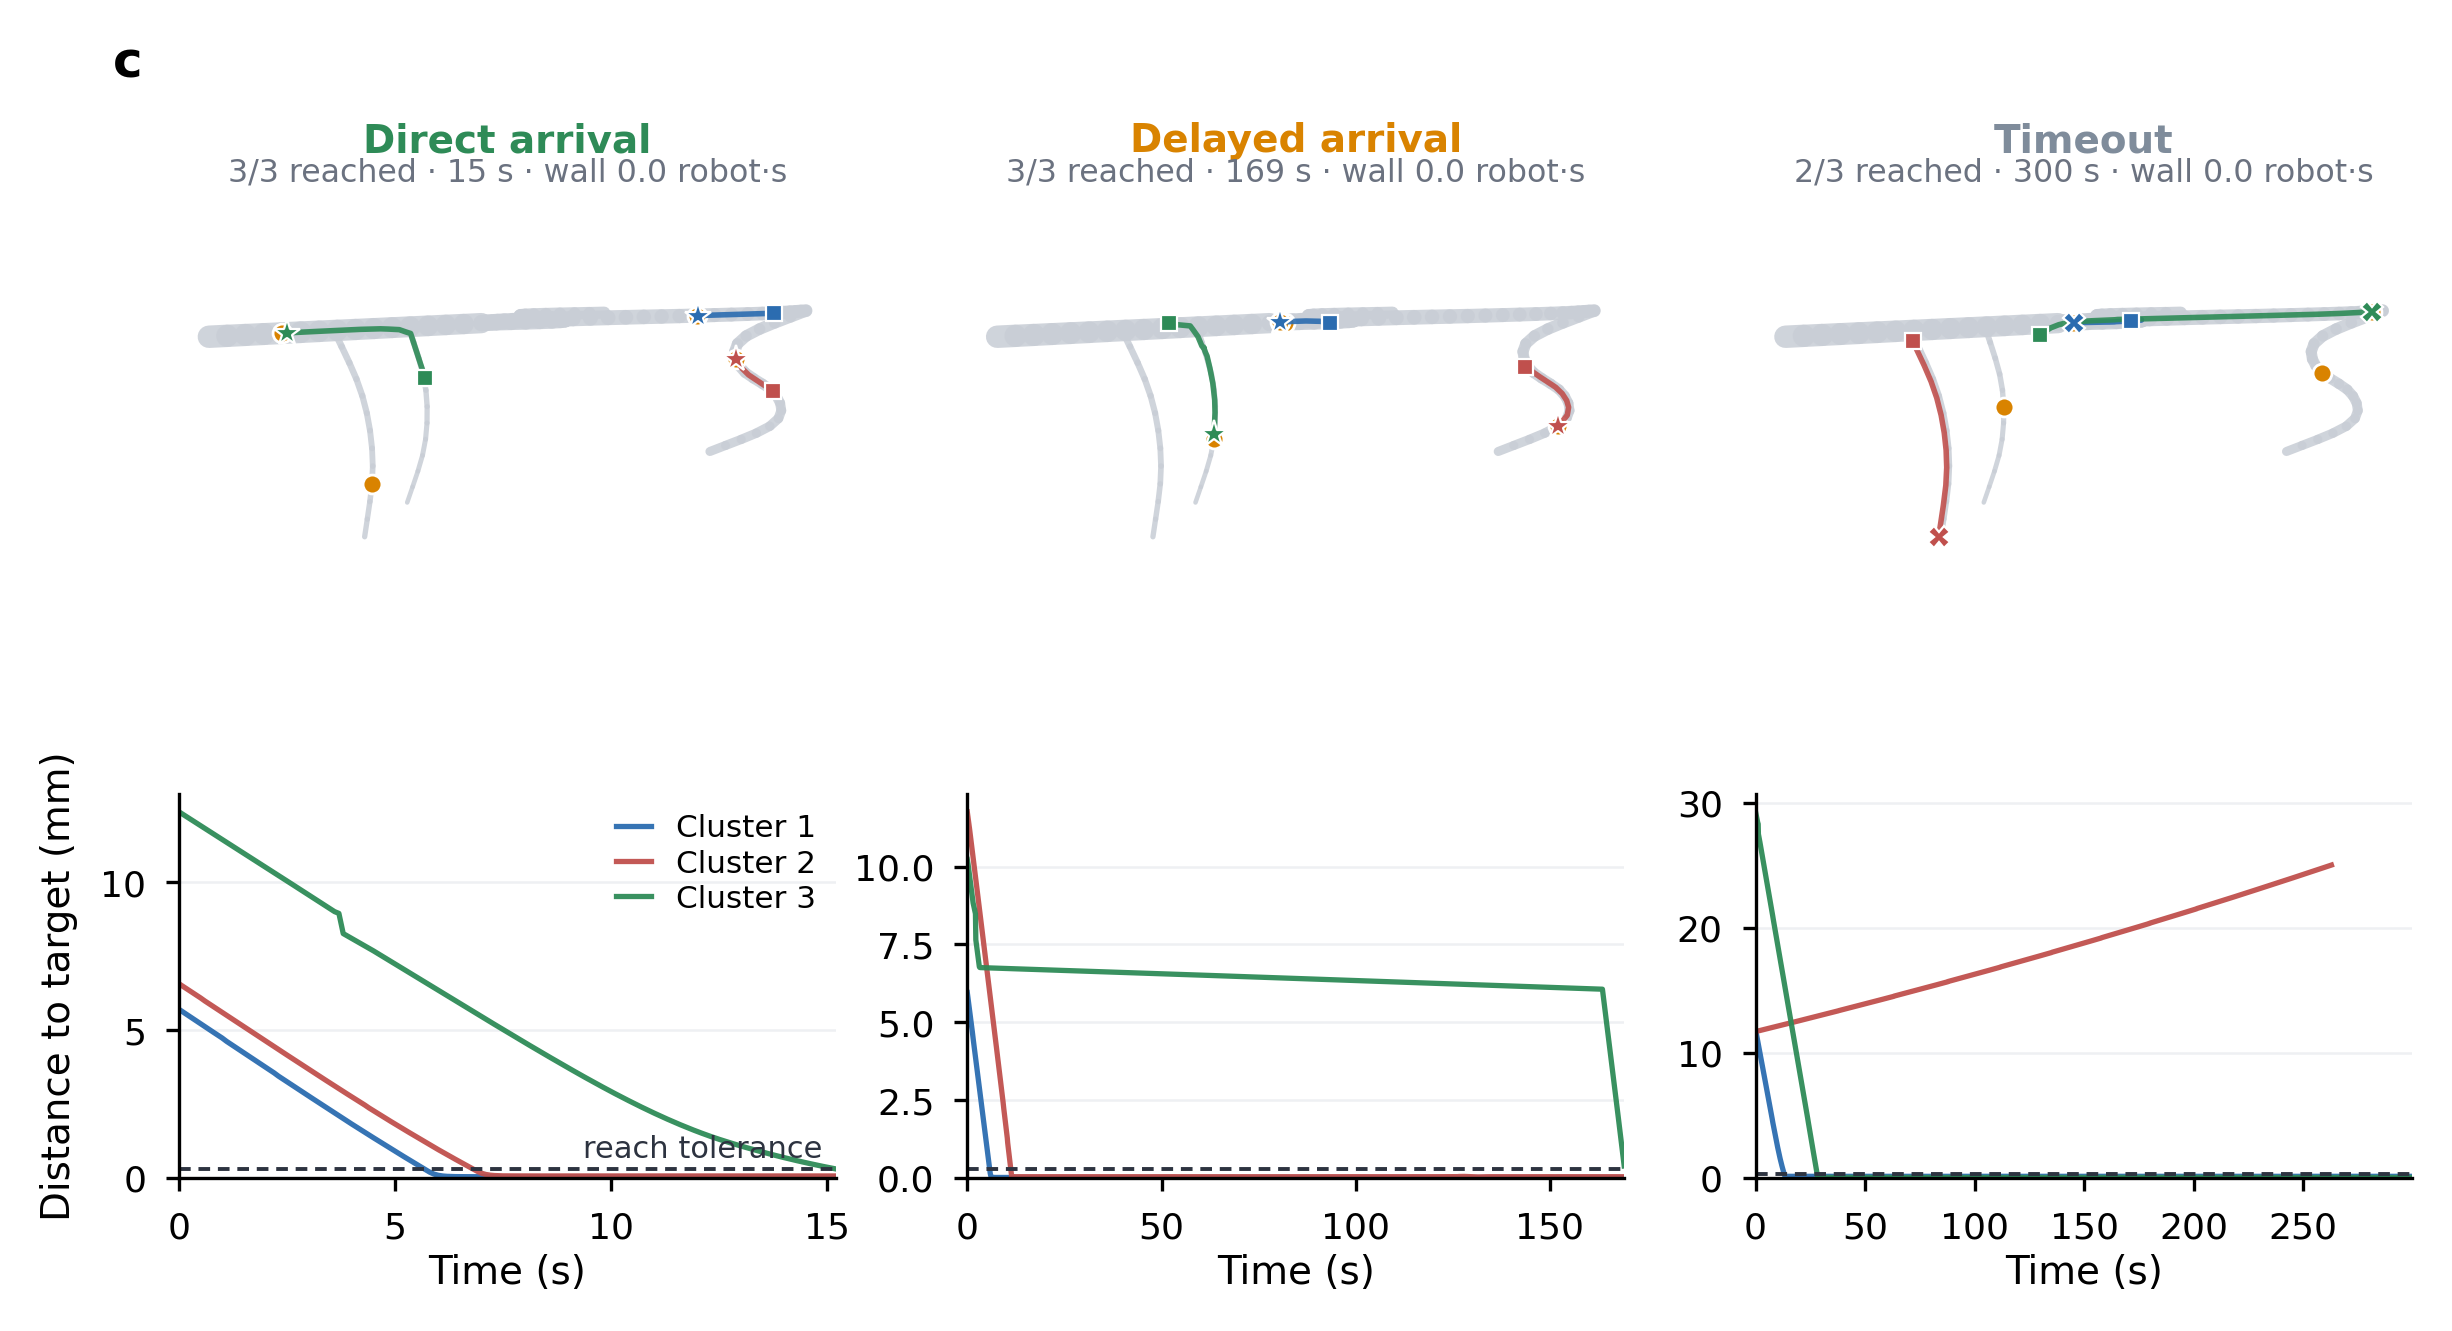 c
Direct arrival
3/3 reached · 15 s · wall 0.0 robot·s
Delayed arrival
3/3 reached · 169 s · wall 0.0 robot·s
Timeout
2/3 reached · 300 s · wall 0.0 robot·s
Distance to target (mm)
10
5
0
Cluster 1
Cluster 2
Cluster 3
reach tolerance
0 5 10 15
Time (s)
10.0
7.5
5.0
2.5
0.0
0 50 100 150
Time (s)
30
20
10
0
0 50 100 150 200 250
Time (s)